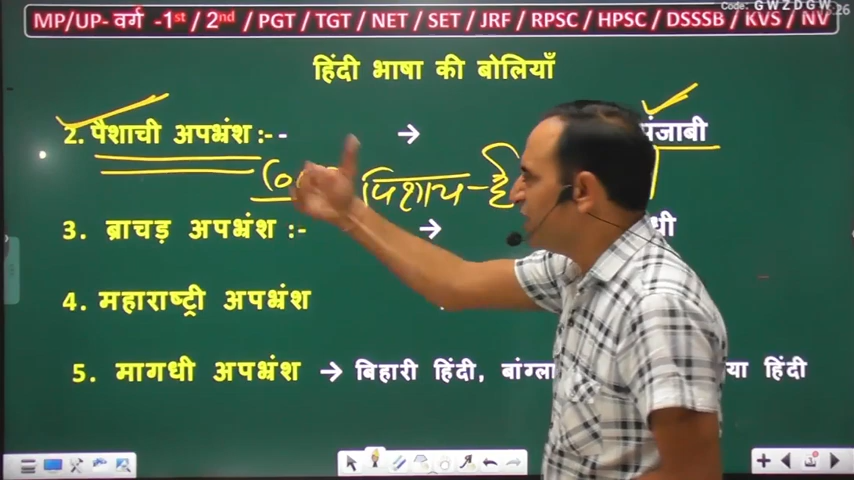 Code: G W Z D G W
MP/UP- वर्ग -1st / 2nd / PGT / TGT / NET / SET / JRF / RPSC / HPSC / DSSSB / KVS / NV
हिंदी भाषा की बोलियाँ
2. पैशाची अपभ्रंश :-- → पंजाबी
पिशाच - है
3. ब्राचड़ अपभ्रंश :- →
4. महाराष्ट्री अपभ्रंश
5. मागधी अपभ्रंश → बिहारी हिंदी, हिंदी